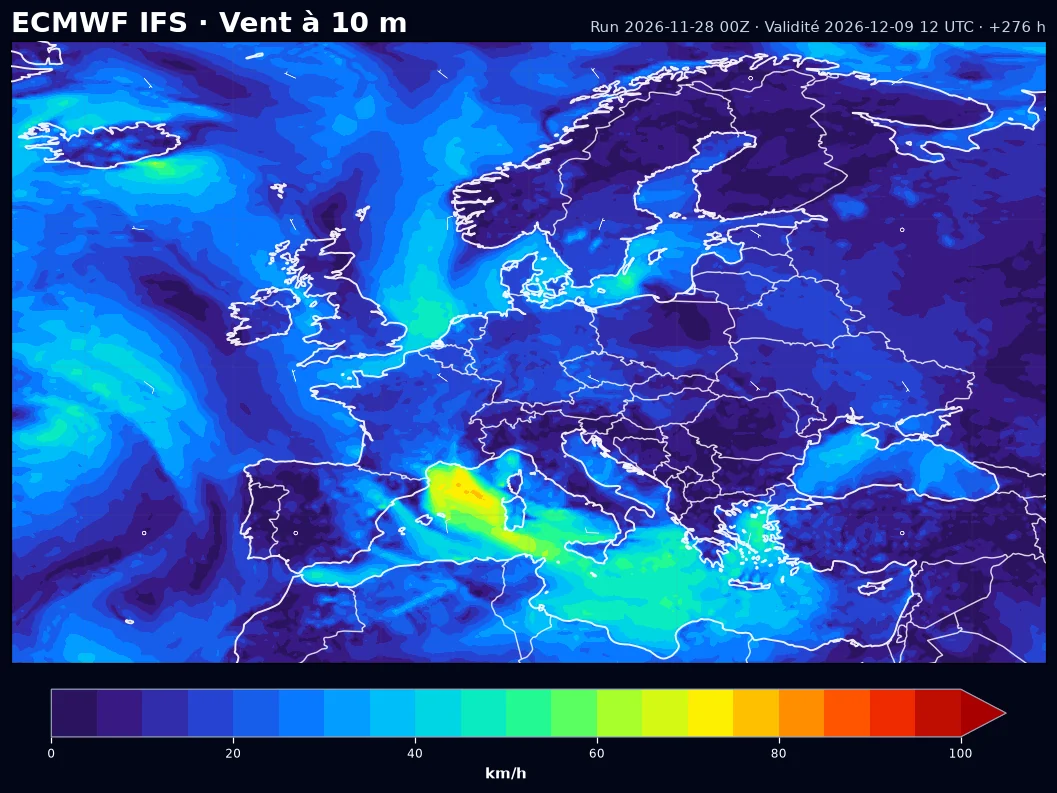 ECMWF IFS · Vent à 10 m
Run 2026-11-28 00Z · Validité 2026-12-09 12 UTC · +276 h
0 20 40 60 80 100
km/h